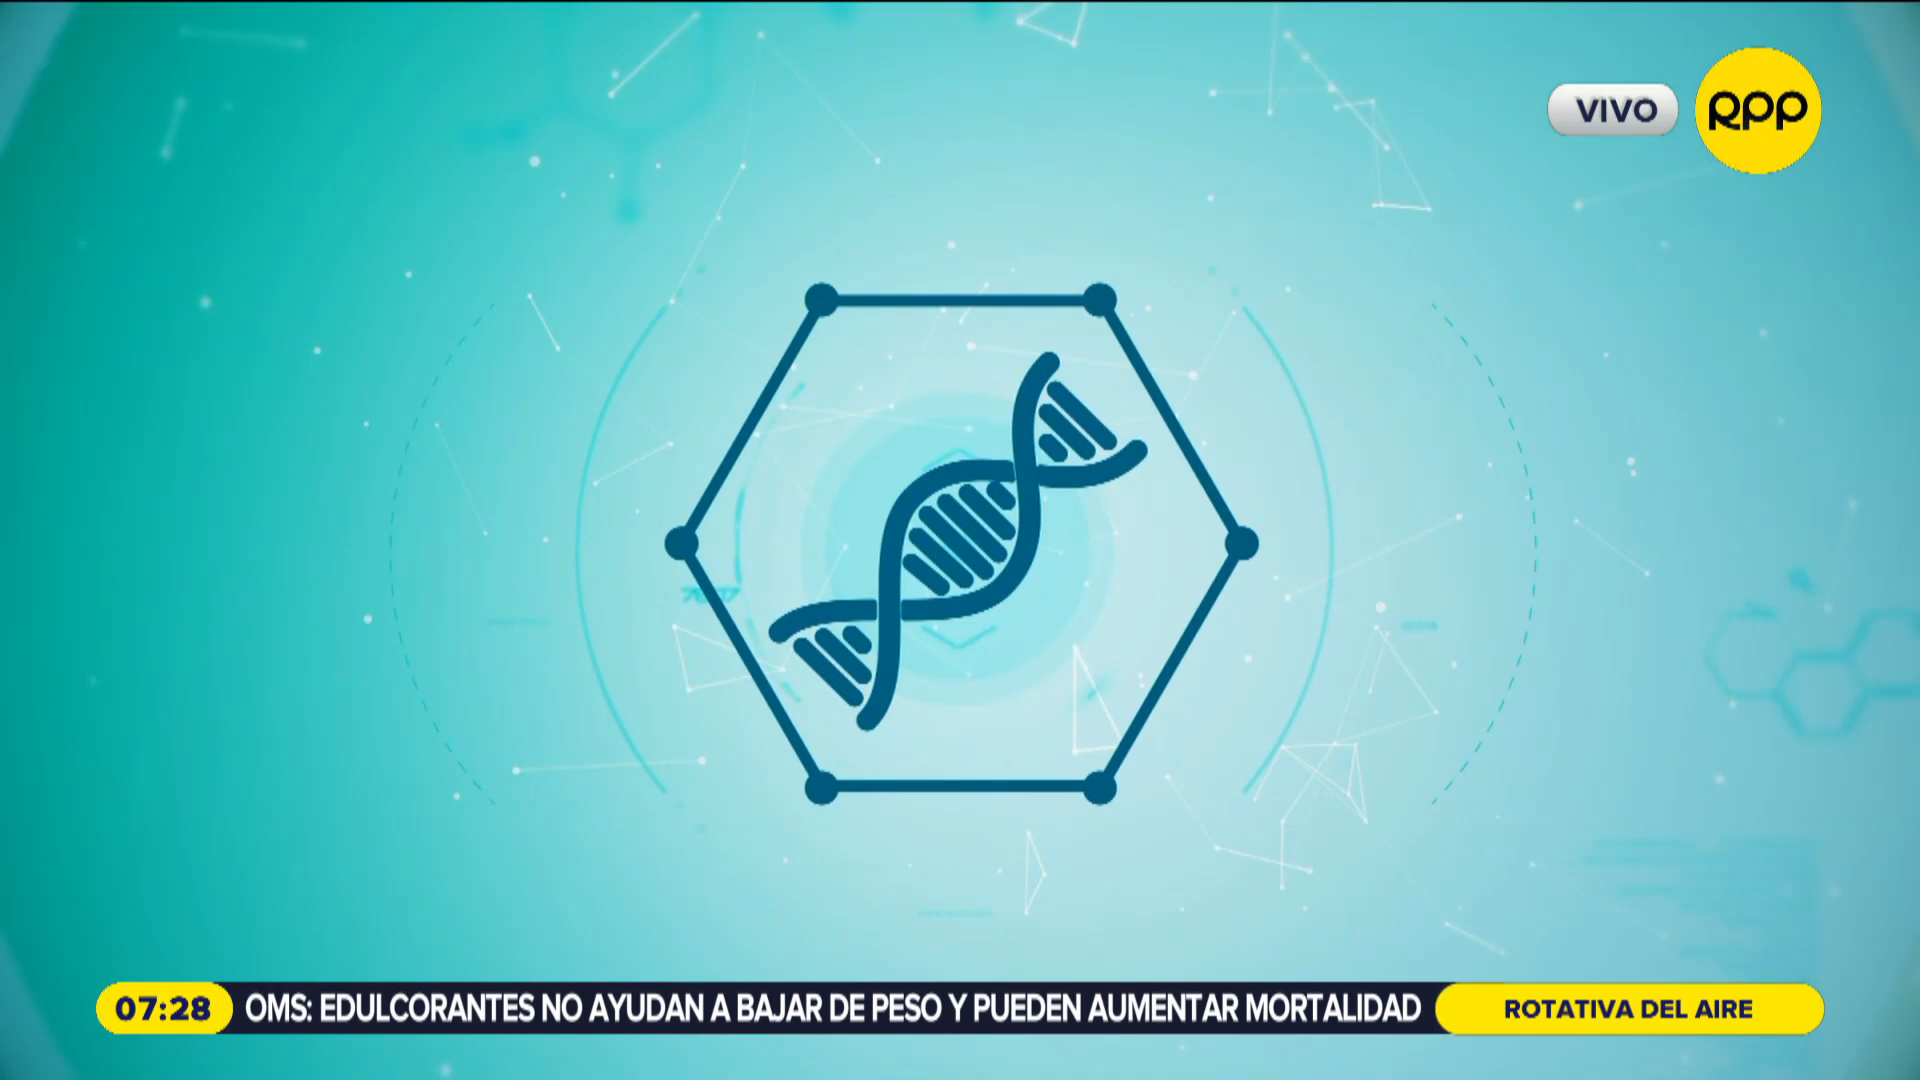 VIVO
RPP
07:28 OMS: EDULCORANTES NO AYUDAN A BAJAR DE PESO Y PUEDEN AUMENTAR MORTALIDAD ROTATIVA DEL AIRE